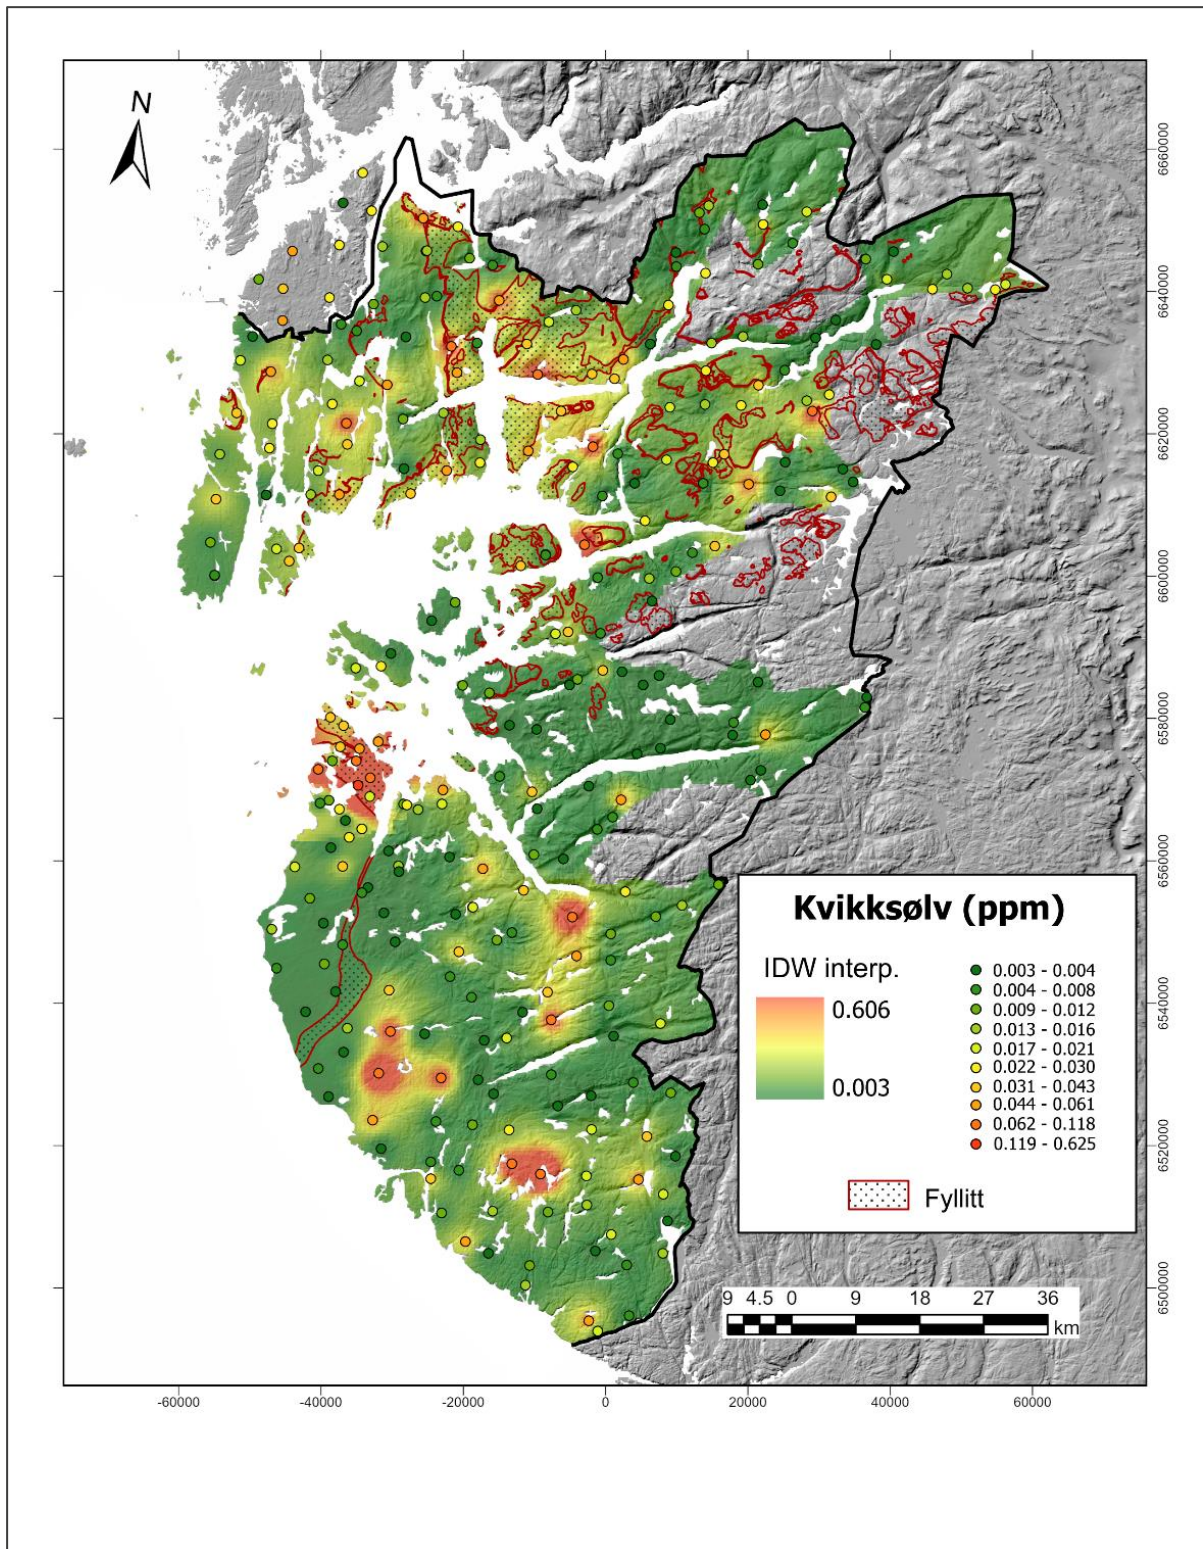 N
6660000
6640000
6620000
6600000
6580000
6560000
6540000
6520000
6500000
Kvikksølv (ppm)
IDW interp.
0.606
0.003
0.003 - 0.004
0.004 - 0.008
0.009 - 0.012
0.013 - 0.016
0.017 - 0.021
0.022 - 0.030
0.031 - 0.043
0.044 - 0.061
0.062 - 0.118
0.119 - 0.625
Fyllitt
9 4.5 0 9 18 27 36
km
-60000 -40000 -20000 0 20000 40000 60000